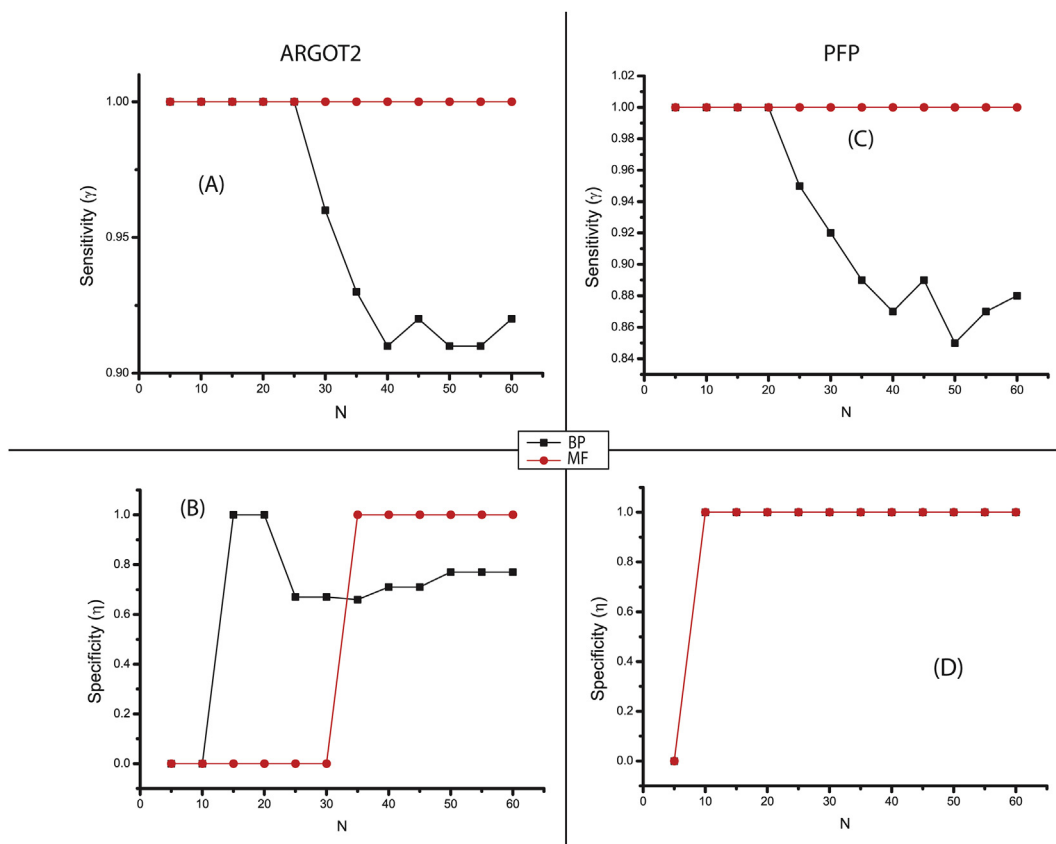 ARGOT2
(A)
Sensitivity (γ)
1.00
0.95
0.90
0 10 20 30 40 50 60
N
PFP
(C)
Sensitivity (γ)
1.02
1.00
0.98
0.96
0.94
0.92
0.90
0.88
0.86
0.84
0 10 20 30 40 50 60
N
BP
MF
(B)
Specificity (η)
1.0
0.8
0.6
0.4
0.2
0.0
0 10 20 30 40 50 60
N
(D)
Specificity (η)
1.0
0.8
0.6
0.4
0.2
0.0
0 10 20 30 40 50 60
N